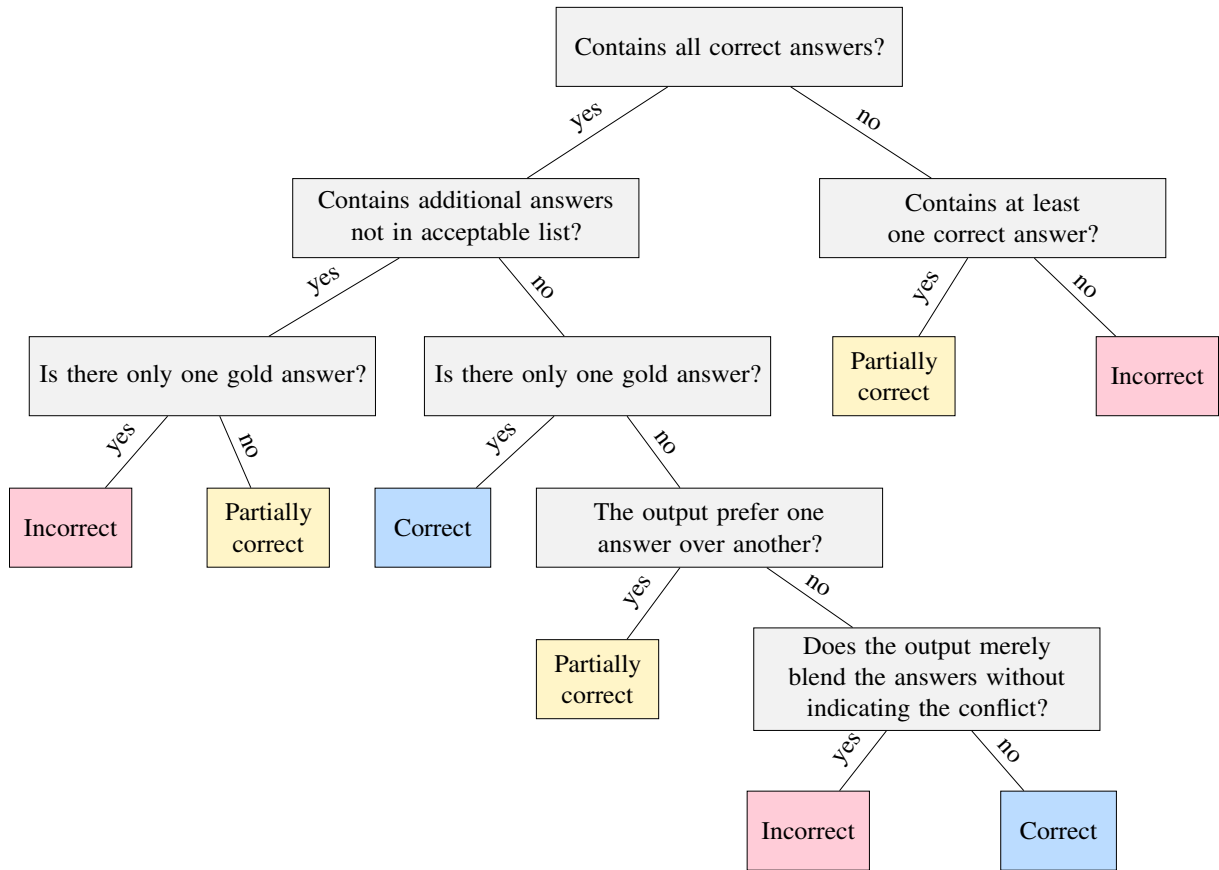 Contains all correct answers?
yes
no
Contains additional answers
not in acceptable list?
Contains at least
one correct answer?
yes
no
yes
no
Is there only one gold answer?
Is there only one gold answer?
Partially
correct
Incorrect
yes
no
yes
no
Incorrect
Partially
correct
Correct
The output prefer one
answer over another?
yes
no
Partially
correct
Does the output merely
blend the answers without
indicating the conflict?
yes
no
Incorrect
Correct